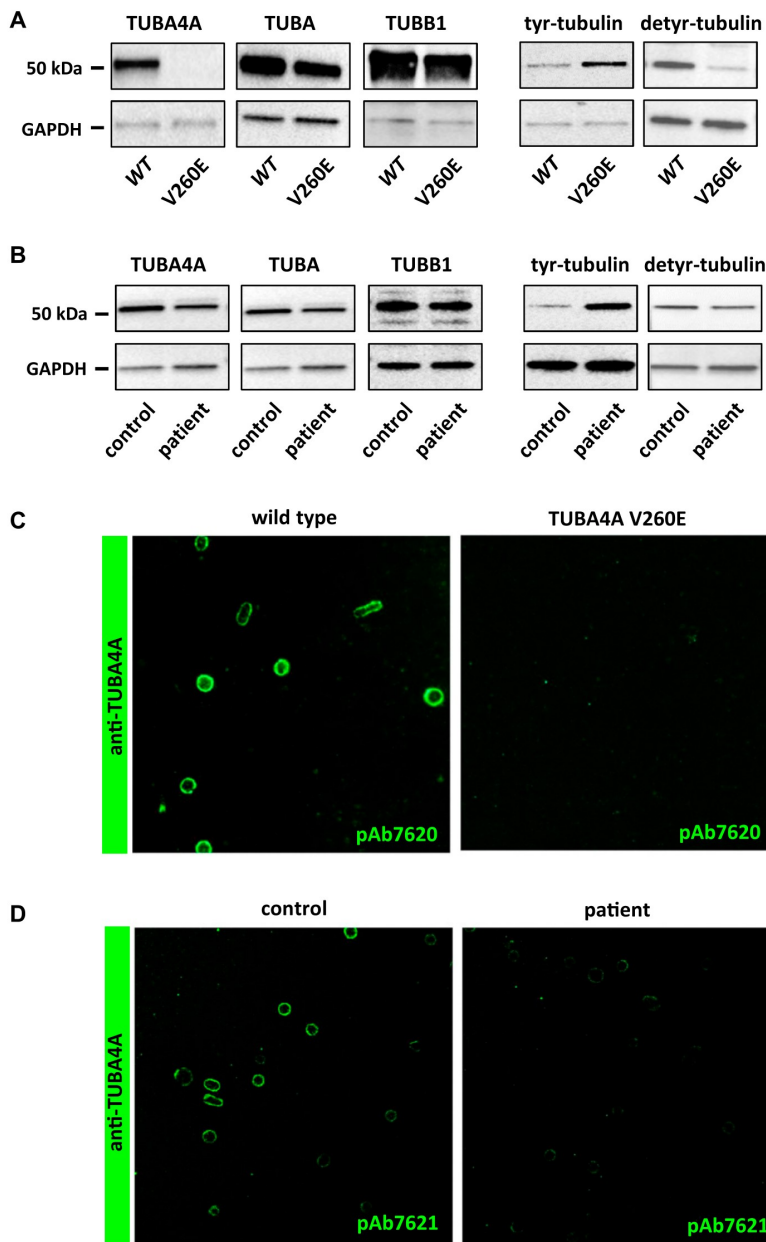 A
TUBA4A TUBA TUBB1 tyr-tubulin detyr-tubulin
50 kDa
GAPDH
WT V260E WT V260E WT V260E WT V260E WT V260E
B
TUBA4A TUBA TUBB1 tyr-tubulin detyr-tubulin
50 kDa
GAPDH
control patient control patient control patient control patient control patient
C
wild type TUBA4A V260E
anti-TUBA4A
pAb7620 pAb7620
D
control patient
anti-TUBA4A
pAb7621 pAb7621